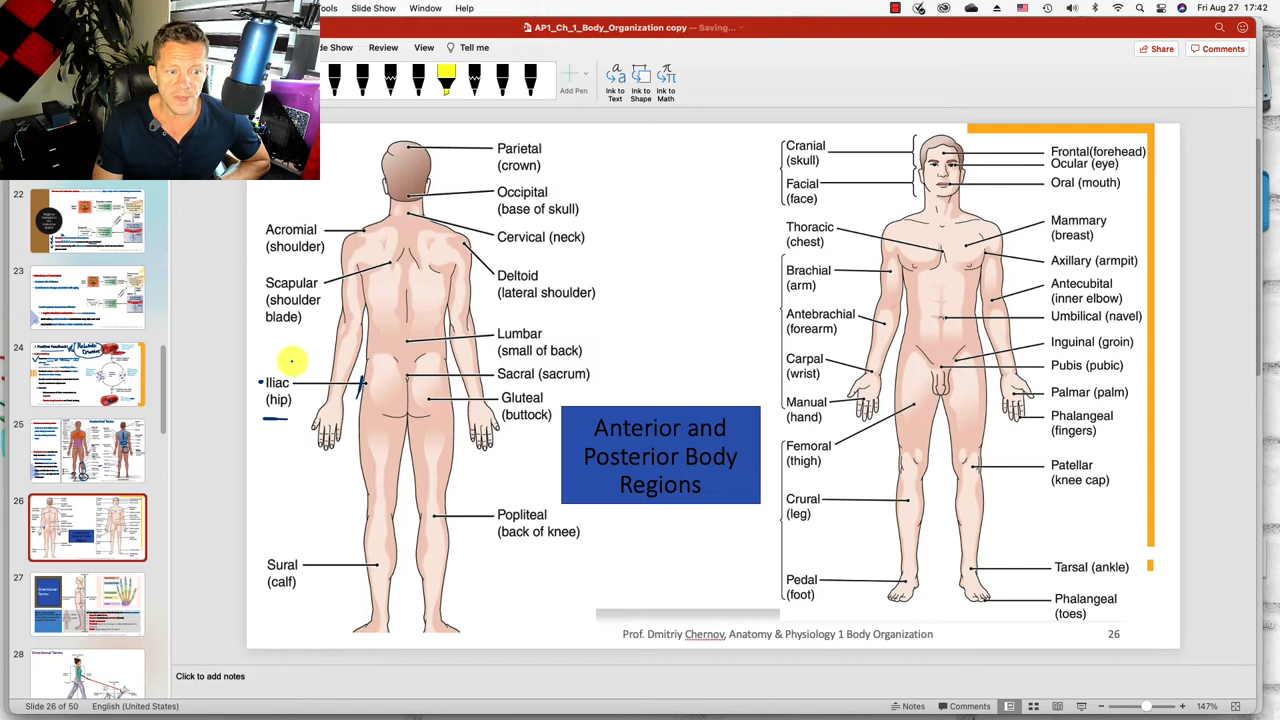 Tools Slide Show Window Help
Fri Aug 27 17:42
AP1_Ch_1_Body_Organization copy — Saving...
de Show Review View Tell me
Share Comments
Add Pen
Ink to Text
Ink to Shape
Ink to Math
22
23
24
25
26
27
28
Parietal
(crown)
Occipital
(base of skull)
Acromial
(shoulder)
Cervical (neck)
Scapular
(shoulder
blade)
Deltoid
(lateral shoulder)
Lumbar
(small of back)
Iliac
(hip)
Sacral (sacrum)
Gluteal
(buttock)
Popliteal
(back of knee)
Sural
(calf)
Anterior and
Posterior Body
Regions
Cranial
(skull)
Facial
(face)
Thoracic
(chest)
Brachial
(arm)
Antebrachial
(forearm)
Carpal
(wrist)
Manual
(hand)
Femoral
(thigh)
Crural
(leg)
Pedal
(foot)
Frontal(forehead)
Ocular (eye)
Oral (mouth)
Mammary
(breast)
Axillary (armpit)
Antecubital
(inner elbow)
Umbilical (navel)
Inguinal (groin)
Pubis (pubic)
Palmar (palm)
Phalangeal
(fingers)
Patellar
(knee cap)
Tarsal (ankle)
Phalangeal
(toes)
Prof. Dmitriy Chernov, Anatomy & Physiology 1 Body Organization
26
Click to add notes
Slide 26 of 50 English (United States)
Notes Comments
147%